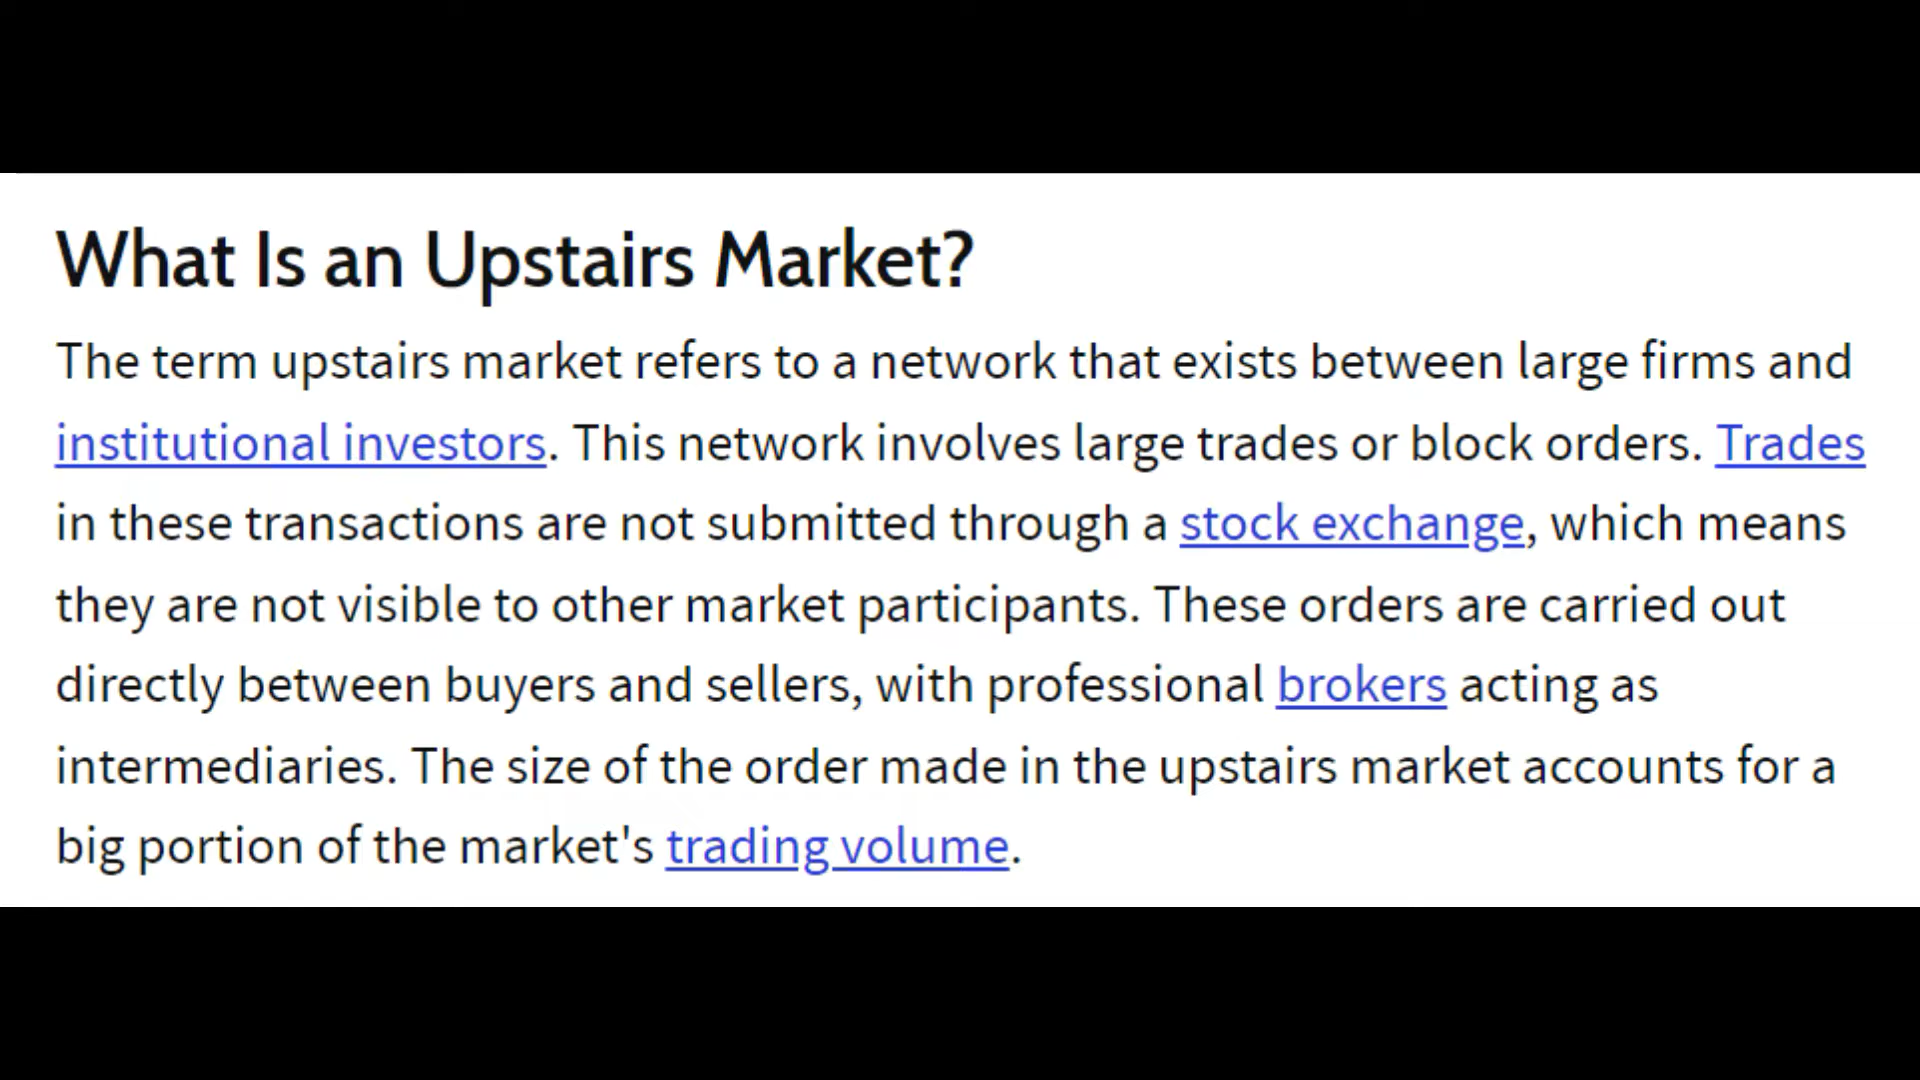 What Is an Upstairs Market?
The term upstairs market refers to a network that exists between large firms and
institutional investors. This network involves large trades or block orders. Trades
in these transactions are not submitted through a stock exchange, which means
they are not visible to other market participants. These orders are carried out
directly between buyers and sellers, with professional brokers acting as
intermediaries. The size of the order made in the upstairs market accounts for a
big portion of the market's trading volume.